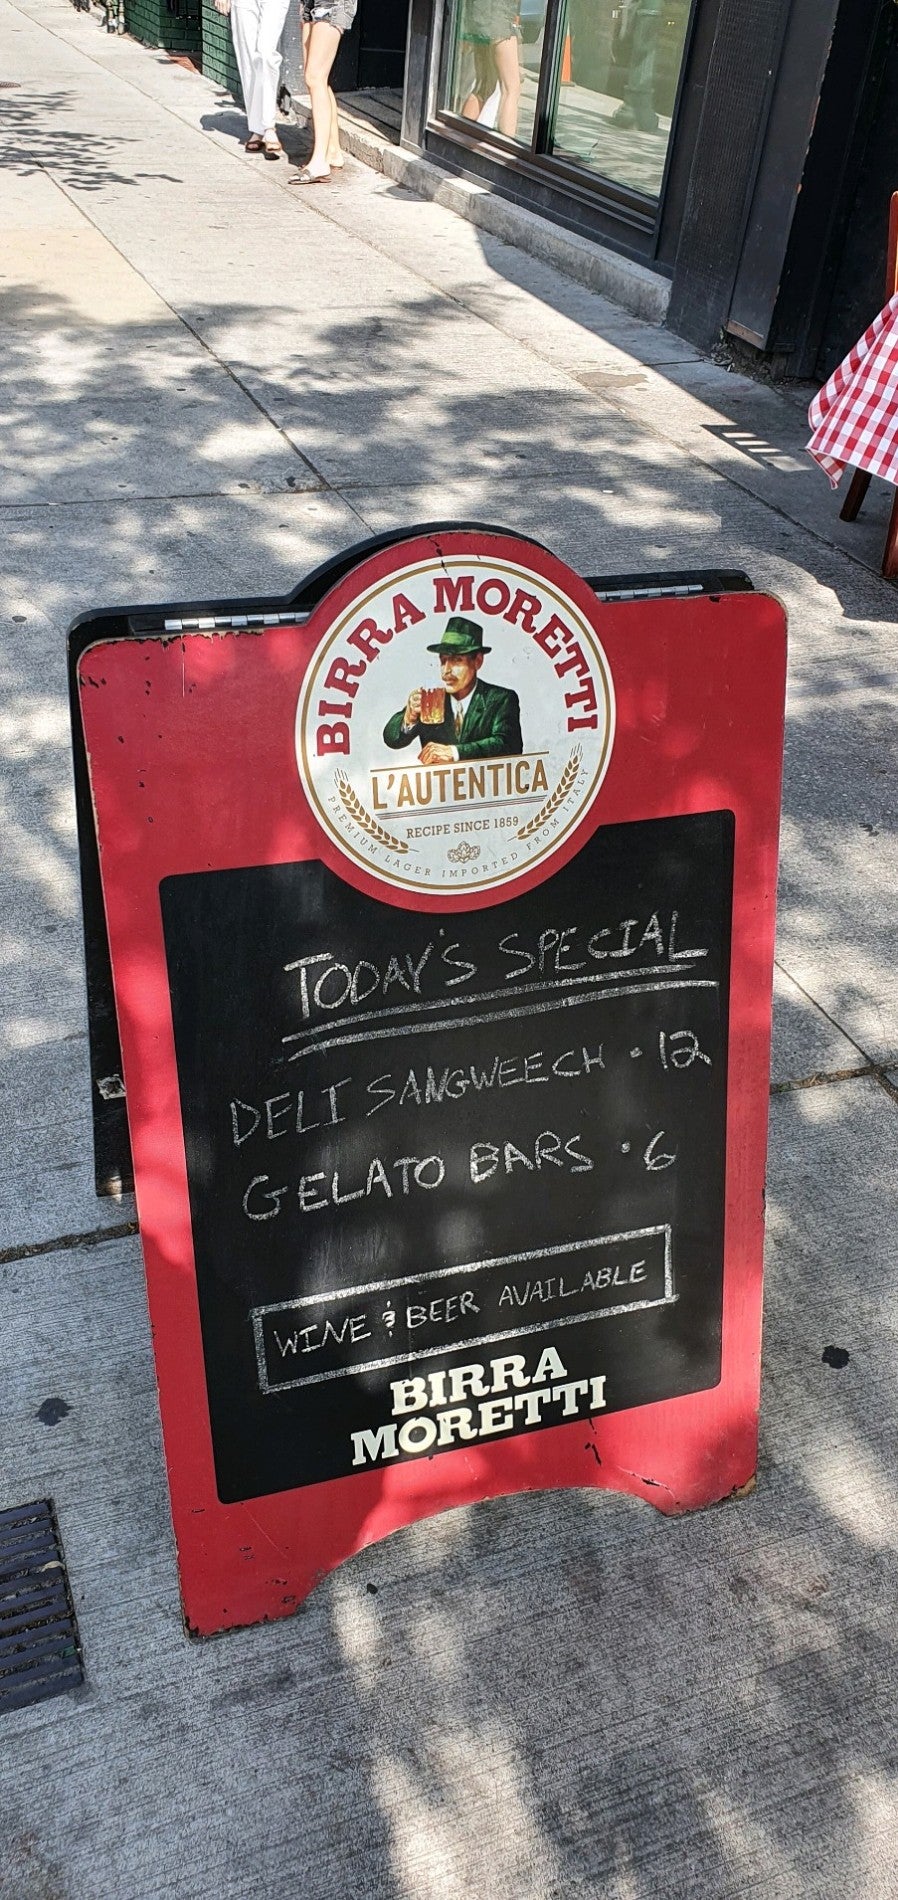 BIRRA MORETTI
L'AUTENTICA
RECIPE SINCE 1859
PREMIUM LAGER IMPORTED FROM ITALY
TODAY'S SPECIAL
DELI SANGWEECH · 12
GELATO BARS · 6
WINE & BEER AVAILABLE
BIRRA
MORETTI